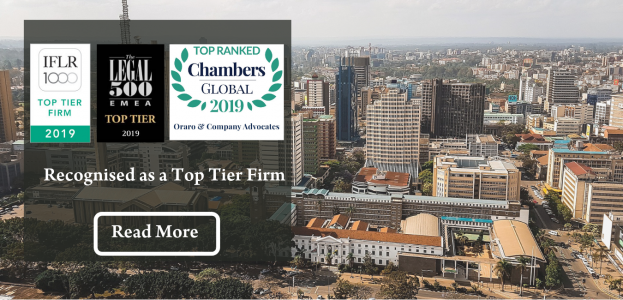 IFLR
1000
TOP TIER
FIRM
2019
The
LEGAL
500
EMEA
TOP TIER
2019
TOP RANKED
Chambers
GLOBAL
2019
Oraro & Company Advocates
Recognised as a Top Tier Firm
Read More